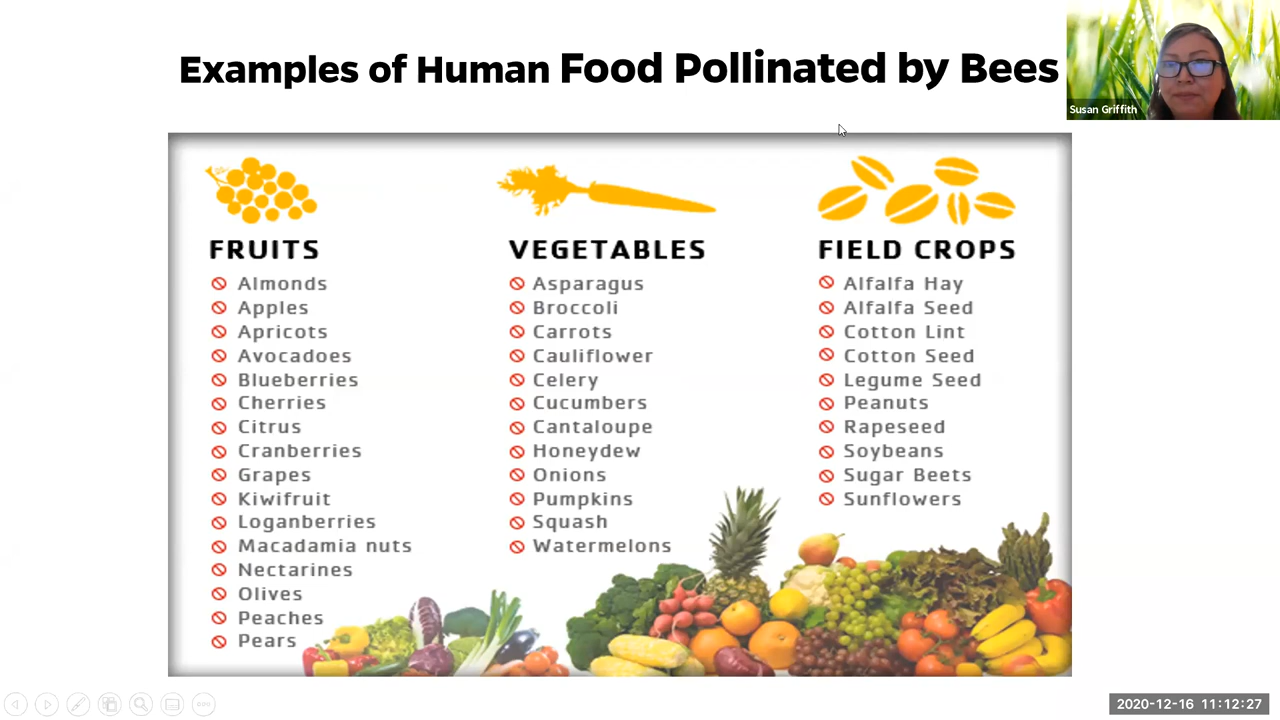 Examples of Human Food Pollinated by Bees
Susan Griffith
FRUITS
Almonds
Apples
Apricots
Avocadoes
Blueberries
Cherries
Citrus
Cranberries
Grapes
Kiwifruit
Loganberries
Macadamia nuts
Nectarines
Olives
Peaches
Pears
VEGETABLES
Asparagus
Broccoli
Carrots
Cauliflower
Celery
Cucumbers
Cantaloupe
Honeydew
Onions
Pumpkins
Squash
Watermelons
FIELD CROPS
Alfalfa Hay
Alfalfa Seed
Cotton Lint
Cotton Seed
Legume Seed
Peanuts
Rapeseed
Soybeans
Sugar Beets
Sunflowers
2020-12-16 11:12:27